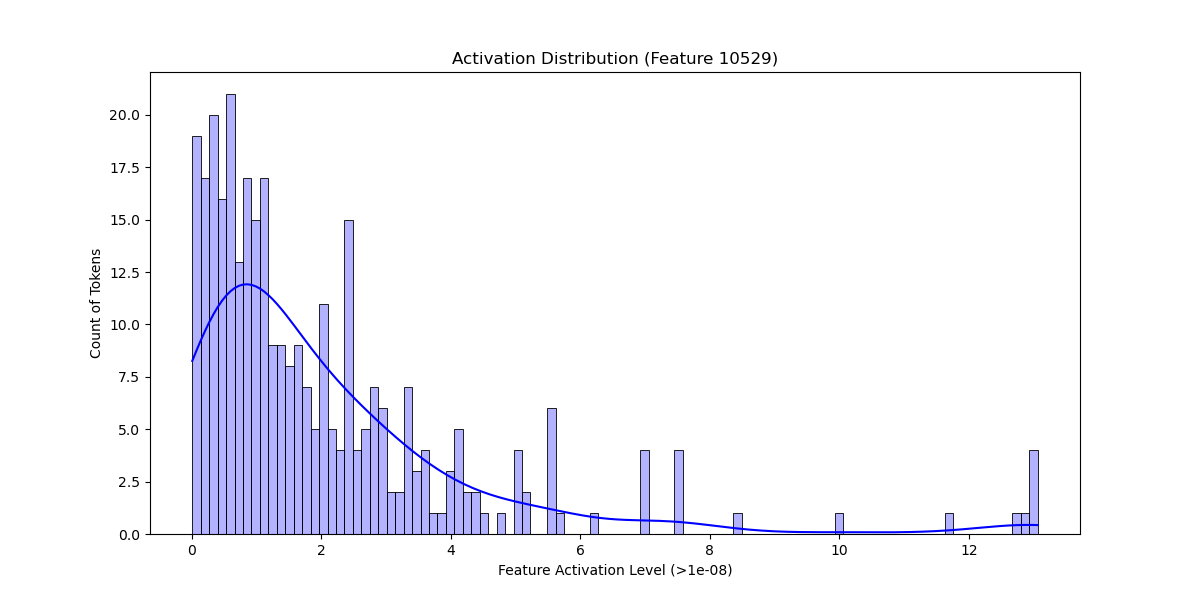 Activation Distribution (Feature 10529)
20.0
17.5
15.0
12.5
10.0
7.5
5.0
2.5
0.0
Count of Tokens
0 2 4 6 8 10 12
Feature Activation Level (>1e-08)